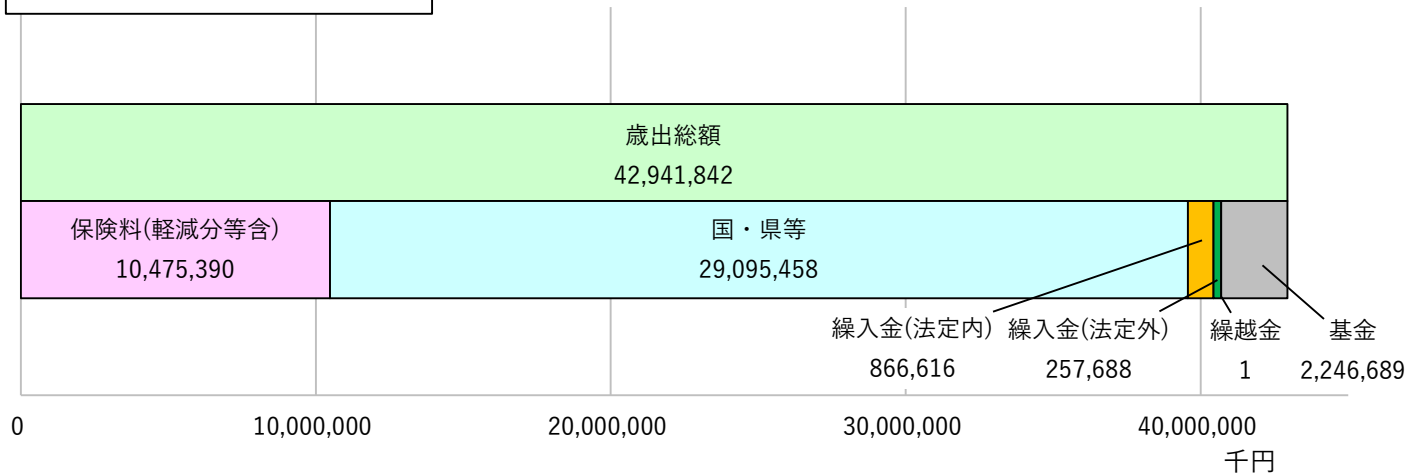 歳出総額
42,941,842
保険料(軽減分等含)
10,475,390
国・県等
29,095,458
繰入金(法定内)
866,616
繰入金(法定外)
257,688
繰越金
1
基金
2,246,689
0
10,000,000
20,000,000
30,000,000
40,000,000
千円